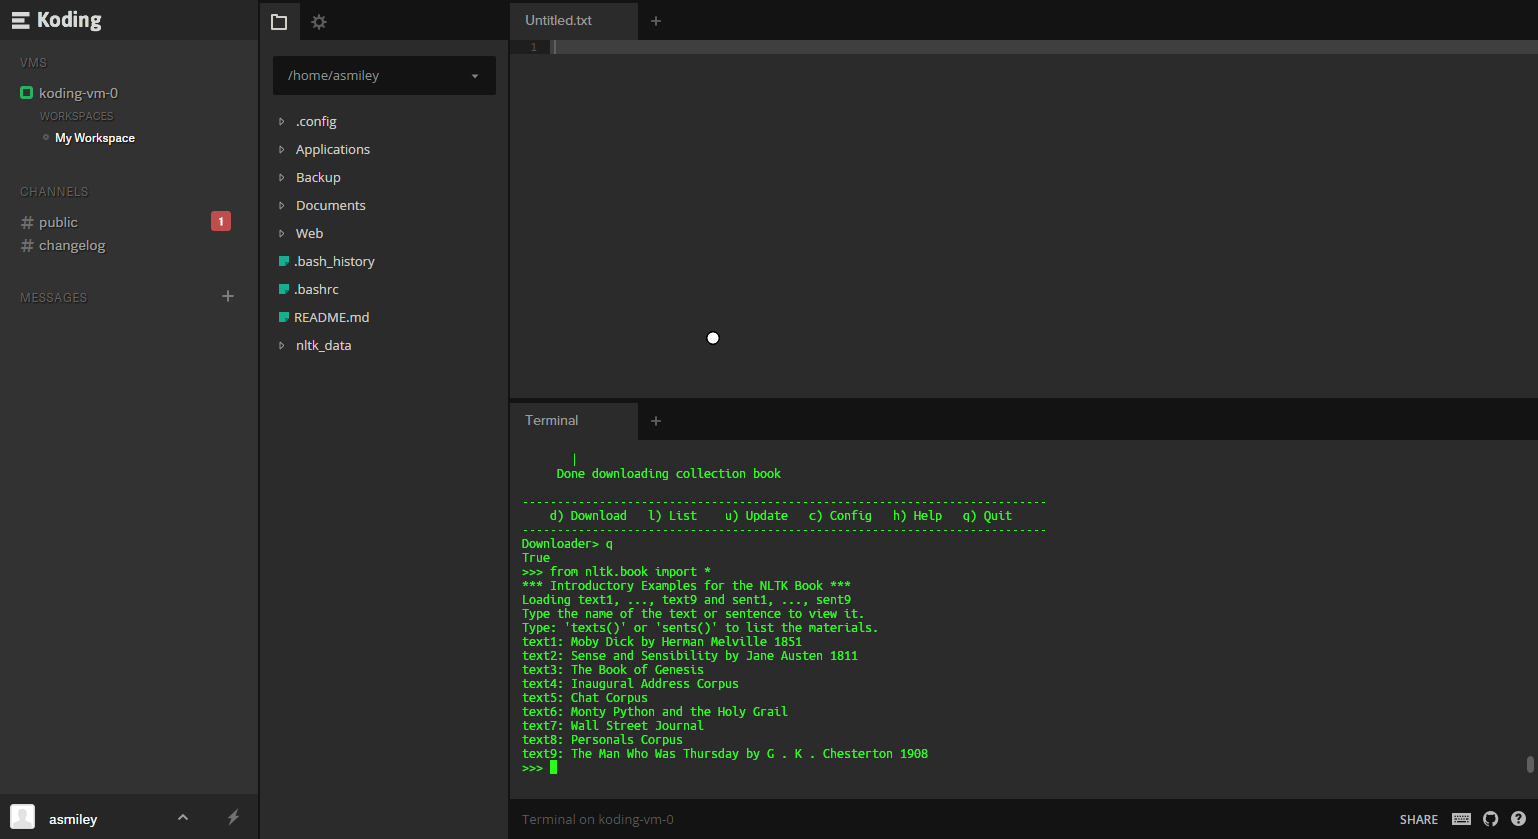 Koding
VMS
koding-vm-0
WORKSPACES
My Workspace
CHANNELS
# public
1
# changelog
MESSAGES
+
asmiley
/home/asmiley
.config
Applications
Backup
Documents
Web
.bash_history
.bashrc
README.md
nltk_data
Untitled.txt
+
1
Terminal
+
|
Done downloading collection book
---------------------------------------------------------------------------
d) Download l) List u) Update c) Config h) Help q) Quit
---------------------------------------------------------------------------
Downloader> q
True
>>> from nltk.book import *
*** Introductory Examples for the NLTK Book ***
Loading text1, ..., text9 and sent1, ..., sent9
Type the name of the text or sentence to view it.
Type: 'texts()' or 'sents()' to list the materials.
text1: Moby Dick by Herman Melville 1851
text2: Sense and Sensibility by Jane Austen 1811
text3: The Book of Genesis
text4: Inaugural Address Corpus
text5: Chat Corpus
text6: Monty Python and the Holy Grail
text7: Wall Street Journal
text8: Personals Corpus
text9: The Man Who Was Thursday by G . K . Chesterton 1908
>>>
Terminal on koding-vm-0
SHARE
?